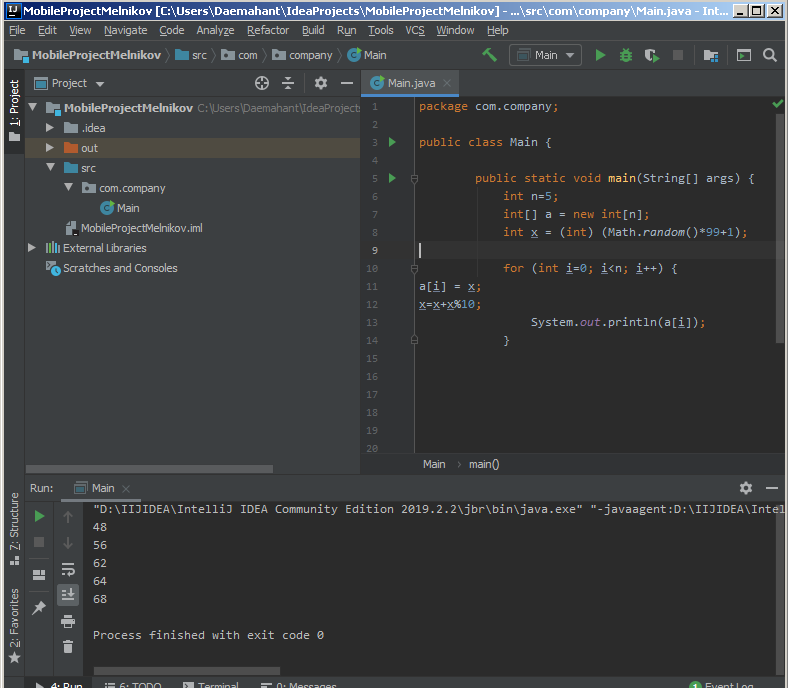 MobileProjectMelnikov [C:\Users\Daemahant\IdeaProjects\MobileProjectMelnikov] - ...\src\com\company\Main.java - Int...
File Edit View Navigate Code Analyze Refactor Build Run Tools VCS Window Help
MobileProjectMelnikov src com company Main Main
1: Project
Project
Main.java
MobileProjectMelnikov C:\Users\Daemahant\IdeaProjects
.idea
out
src
com.company
Main
MobileProjectMelnikov.iml
External Libraries
Scratches and Consoles
1 package com.company;
2
3 public class Main {
4
5 public static void main(String[] args) {
6 int n=5;
7 int[] a = new int[n];
8 int x = (int) (Math.random()*99+1);
9
10 for (int i=0; i<n; i++) {
11 a[i] = x;
12 x=x+x%10;
13 System.out.println(a[i]);
14 }
15
16
17
18
19
20
Main main()
Z: Structure
2: Favorites
Run: Main
"D:\IIJIDEA\IntelliJ IDEA Community Edition 2019.2.2\jbr\bin\java.exe" "-javaagent:D:\IIJIDEA\Intel
48
56
62
64
68
Process finished with exit code 0
4: Run 6: TODO Terminal 0: Messages 1 Event Log